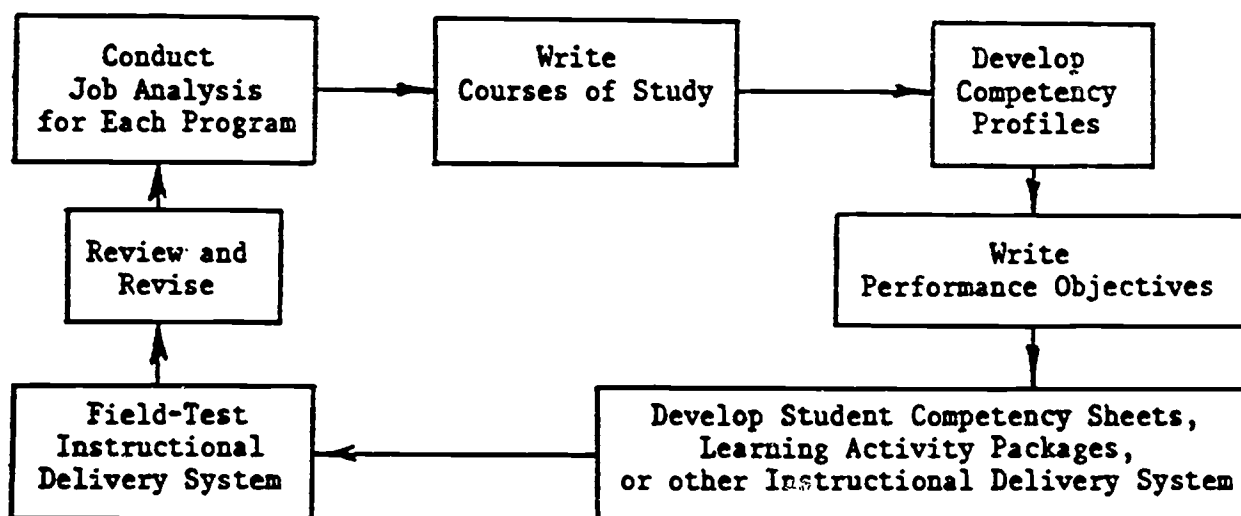 Conduct
Job Analysis
for Each Program
Write
Courses of Study
Develop
Competency
Profiles
Write
Performance Objectives
Develop Student Competency Sheets,
Learning Activity Packages,
or other Instructional Delivery System
Field-Test
Instructional
Delivery System
Review and
Revise